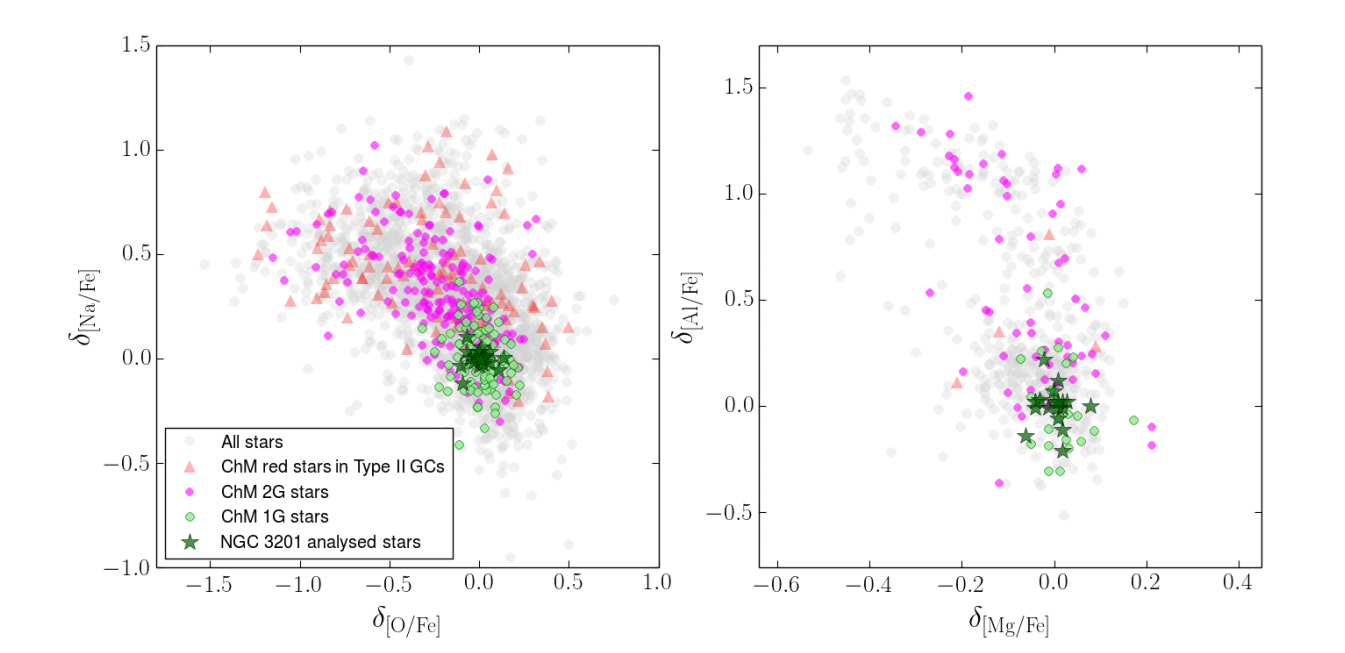 1.5
1.0
0.5
0.0
−0.5
−1.0
−1.5
−1.0
−0.5
0.0
0.5
1.0
δ[O/Fe]
δ[Na/Fe]
All stars
ChM red stars in Type II GCs
ChM 2G stars
ChM 1G stars
NGC 3201 analysed stars
1.5
1.0
0.5
0.0
−0.5
−0.6
−0.4
−0.2
0.0
0.2
0.4
δ[Mg/Fe]
δ[Al/Fe]